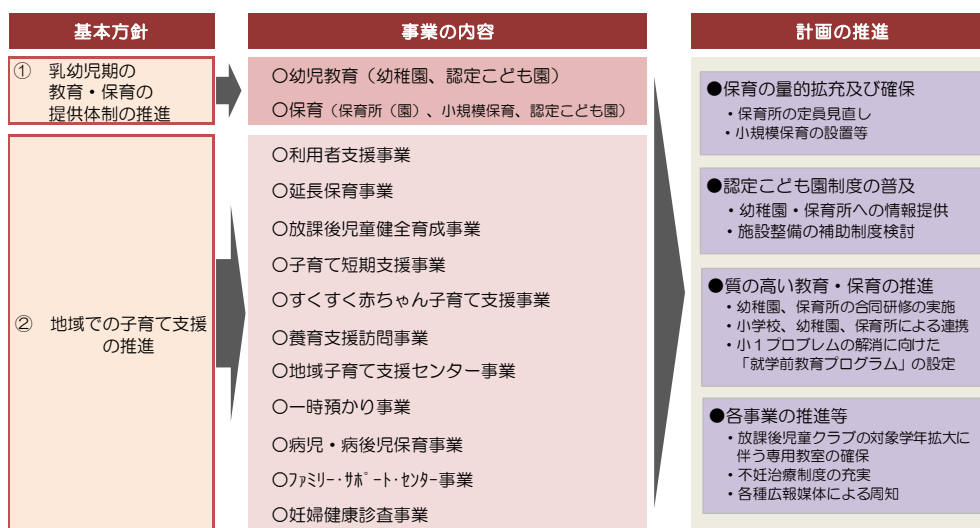 基本方針
① 乳幼児期の
教育・保育の
提供体制の推進
② 地域での子育て支援
の推進
事業の内容
〇幼児教育（幼稚園、認定こども園）
〇保育（保育所（園）、小規模保育、認定こども園）
〇利用者支援事業
〇延長保育事業
〇放課後児童健全育成事業
〇子育て短期支援事業
〇すくすく赤ちゃん子育て支援事業
〇養育支援訪問事業
〇地域子育て支援センター事業
〇一時預かり事業
〇病児・病後児保育事業
〇ﾌｧﾐﾘｰ･ｻﾎﾟｰﾄ･ｾﾝﾀｰ事業
〇妊婦健康診査事業
計画の推進
●保育の量的拡充及び確保
・保育所の定員見直し
・小規模保育の設置等
●認定こども園制度の普及
・幼稚園・保育所への情報提供
・施設整備の補助制度検討
●質の高い教育・保育の推進
・幼稚園、保育所の合同研修の実施
・小学校、幼稚園、保育所による連携
・小１プロブレムの解消に向けた
「就学前教育プログラム」の設定
●各事業の推進等
・放課後児童クラブの対象学年拡大に
伴う専用教室の確保
・不妊治療制度の充実
・各種広報媒体による周知